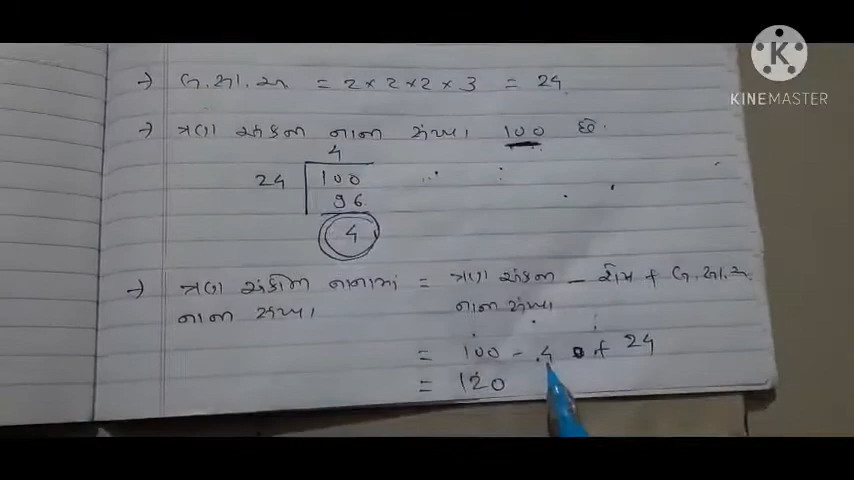 → લ.સા.અ = 2 × 2 × 2 × 3 = 24
→ ત્રણ અંકની નાની સંખ્યા 100 છે.
4
24 100
96
4
→ ત્રણ અંકની નાનામાં = ત્રણ અંકની - શેષ + લ.સા.અ.
નાની સંખ્યા નાની સંખ્યા
= 100 - 4 + 24
= 120
K
KINEMASTER